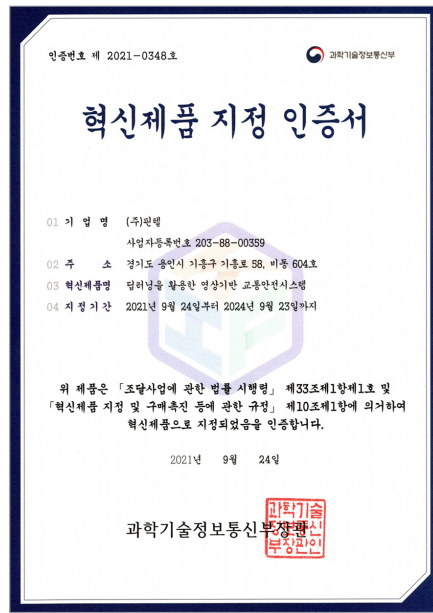 인증번호 제 2021-0348호
과학기술정보통신부
혁신제품 지정 인증서
01 기 업 명 (주)핀텔
사업자등록번호 203-88-00359
02 주 소 경기도 용인시 기흥구 기흥로 58, 비동 604호
03 혁신제품명 딥러닝을 활용한 영상기반 교통안전시스템
04 지정기간 2021년 9월 24일부터 2024년 9월 23일까지
위 제품은 「조달사업에 관한 법률 시행령」 제33조제1항제1호 및
「혁신제품 지정 및 구매촉진 등에 관한 규정」 제10조제1항에 의거하여
혁신제품으로 지정되었음을 인증합니다.
2021년 9월 24일
과학기술정보통신부장관
과학기술
정보통신
부장관인